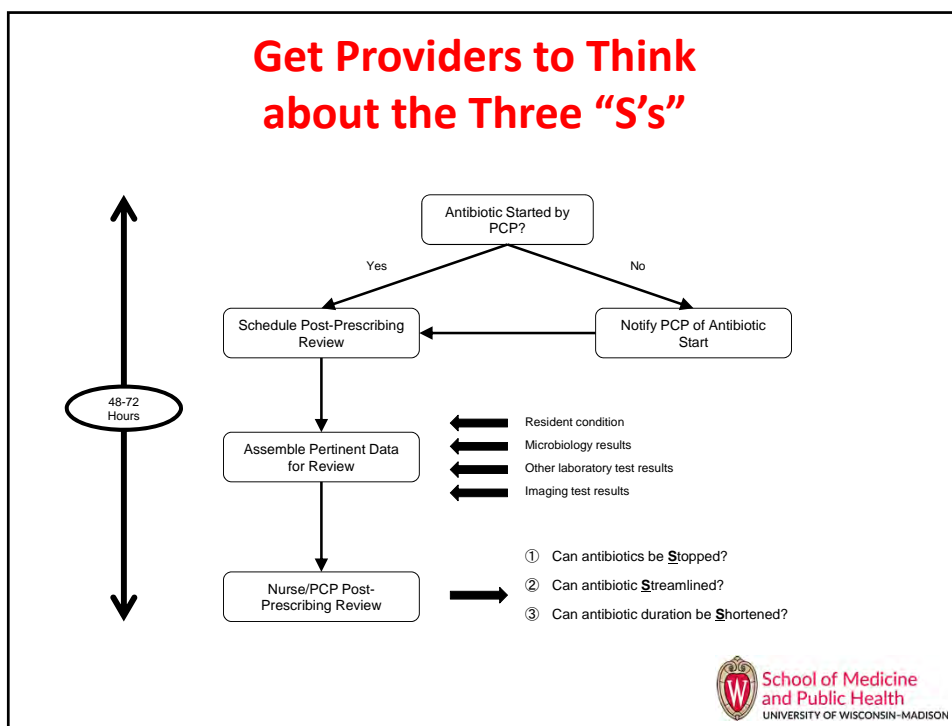 Get Providers to Think
about the Three “S’s”
Antibiotic Started by
PCP?
Yes
No
Schedule Post-Prescribing
Review
Notify PCP of Antibiotic
Start
48-72
Hours
Assemble Pertinent Data
for Review
Resident condition
Microbiology results
Other laboratory test results
Imaging test results
Nurse/PCP Post-
Prescribing Review
① Can antibiotics be Stopped?
② Can antibiotic Streamlined?
③ Can antibiotic duration be Shortened?
W
School of Medicine
and Public Health
UNIVERSITY OF WISCONSIN–MADISON